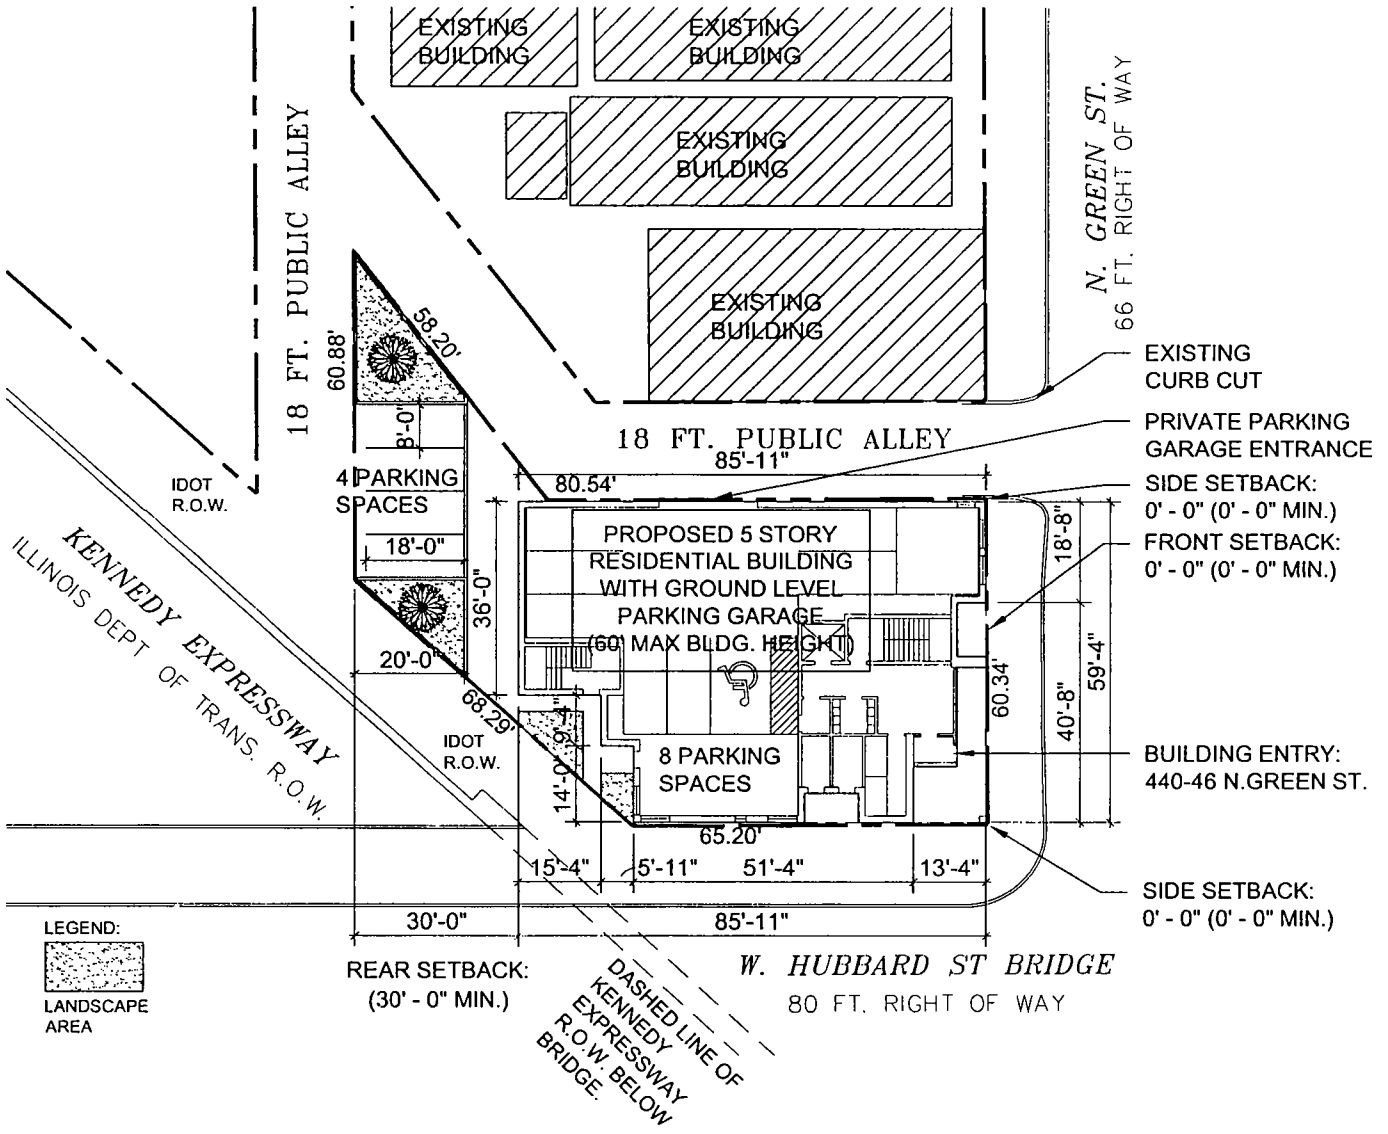 EXISTING
BUILDING
EXISTING
BUILDING
EXISTING
BUILDING
EXISTING
BUILDING
18 FT. PUBLIC ALLEY
N. GREEN ST.
66 FT. RIGHT OF WAY
58.20'
60.88'
EXISTING
CURB CUT
18 FT. PUBLIC ALLEY
85'-11"
80.54'
PRIVATE PARKING
GARAGE ENTRANCE
SIDE SETBACK:
0' - 0" (0' - 0" MIN.)
FRONT SETBACK:
0' - 0" (0' - 0" MIN.)
8'-0"
4 PARKING
SPACES
18'-0"
20'-0"
36'-0"
IDOT
R.O.W.
KENNEDY EXPRESSWAY
ILLINOIS DEPT OF TRANS. R.O.W.
PROPOSED 5 STORY
RESIDENTIAL BUILDING
WITH GROUND LEVEL
PARKING GARAGE
(60' MAX BLDG. HEIGHT)
18'-8"
59'-4"
60.34'
40'-8"
68.29'
IDOT
R.O.W.
9'-4"
14'-0"
8 PARKING
SPACES
BUILDING ENTRY:
440-46 N.GREEN ST.
65.20'
15'-4"
5'-11"
51'-4"
13'-4"
SIDE SETBACK:
0' - 0" (0' - 0" MIN.)
30'-0"
85'-11"
LEGEND:
LANDSCAPE
AREA
REAR SETBACK:
(30' - 0" MIN.)
DASHED LINE OF
KENNEDY
EXPRESSWAY
R.O.W. BELOW
BRIDGE.
W. HUBBARD ST BRIDGE
80 FT. RIGHT OF WAY